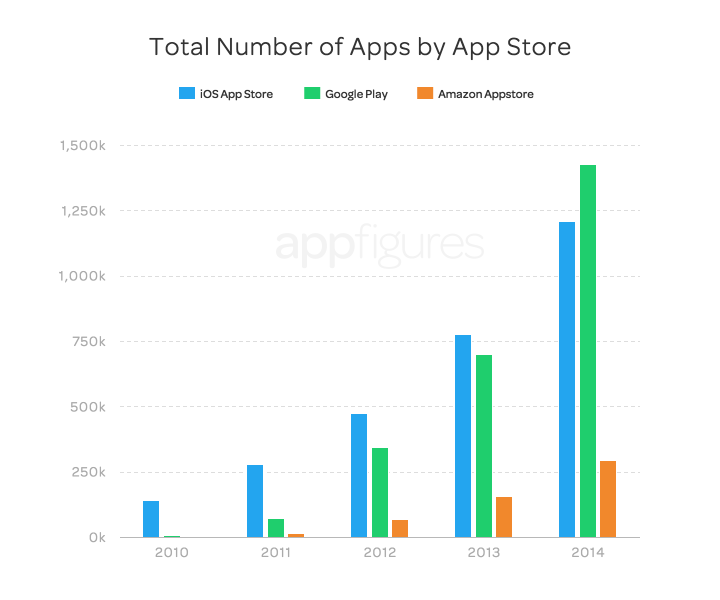 Total Number of Apps by App Store
iOS App Store Google Play Amazon Appstore
1,500k
1,250k
appfigures
1,000k
750k
500k
250k
0k
2010 2011 2012 2013 2014